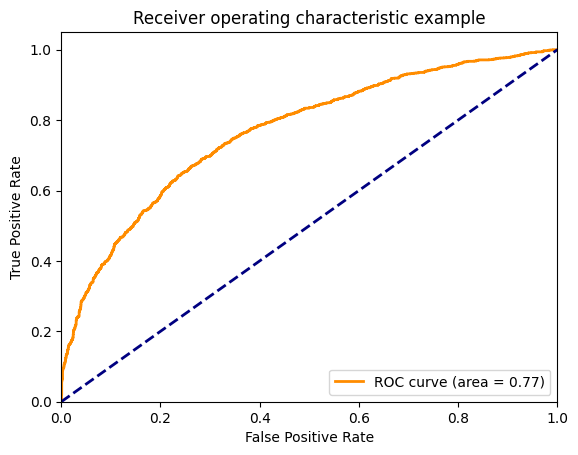 Receiver operating characteristic example
True Positive Rate
1.0
0.8
0.6
0.4
0.2
0.0
ROC curve (area = 0.77)
0.0 0.2 0.4 0.6 0.8 1.0
False Positive Rate